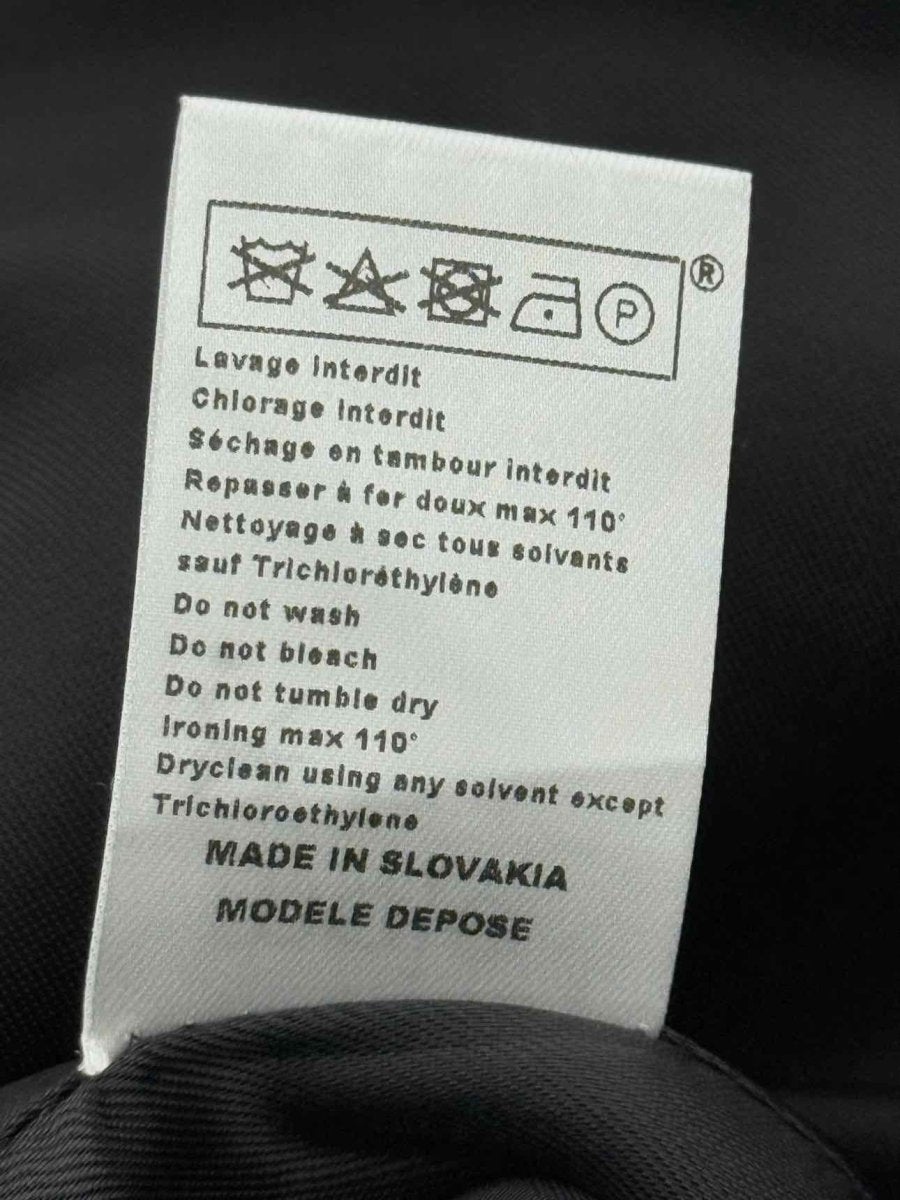 ®
P
Lavage interdit
Chlorage interdit
Séchage en tambour interdit
Repasser à fer doux max 110°
Nettoyage à sec tous solvants
sauf Trichloréthylène
Do not wash
Do not bleach
Do not tumble dry
Ironing max 110°
Dryclean using any solvent except
Trichloroethylene
MADE IN SLOVAKIA
MODELE DEPOSE